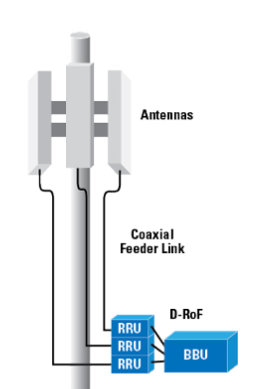 Antennas
Coaxial
Feeder Link
D-RoF
RRU
RRU
RRU
BBU